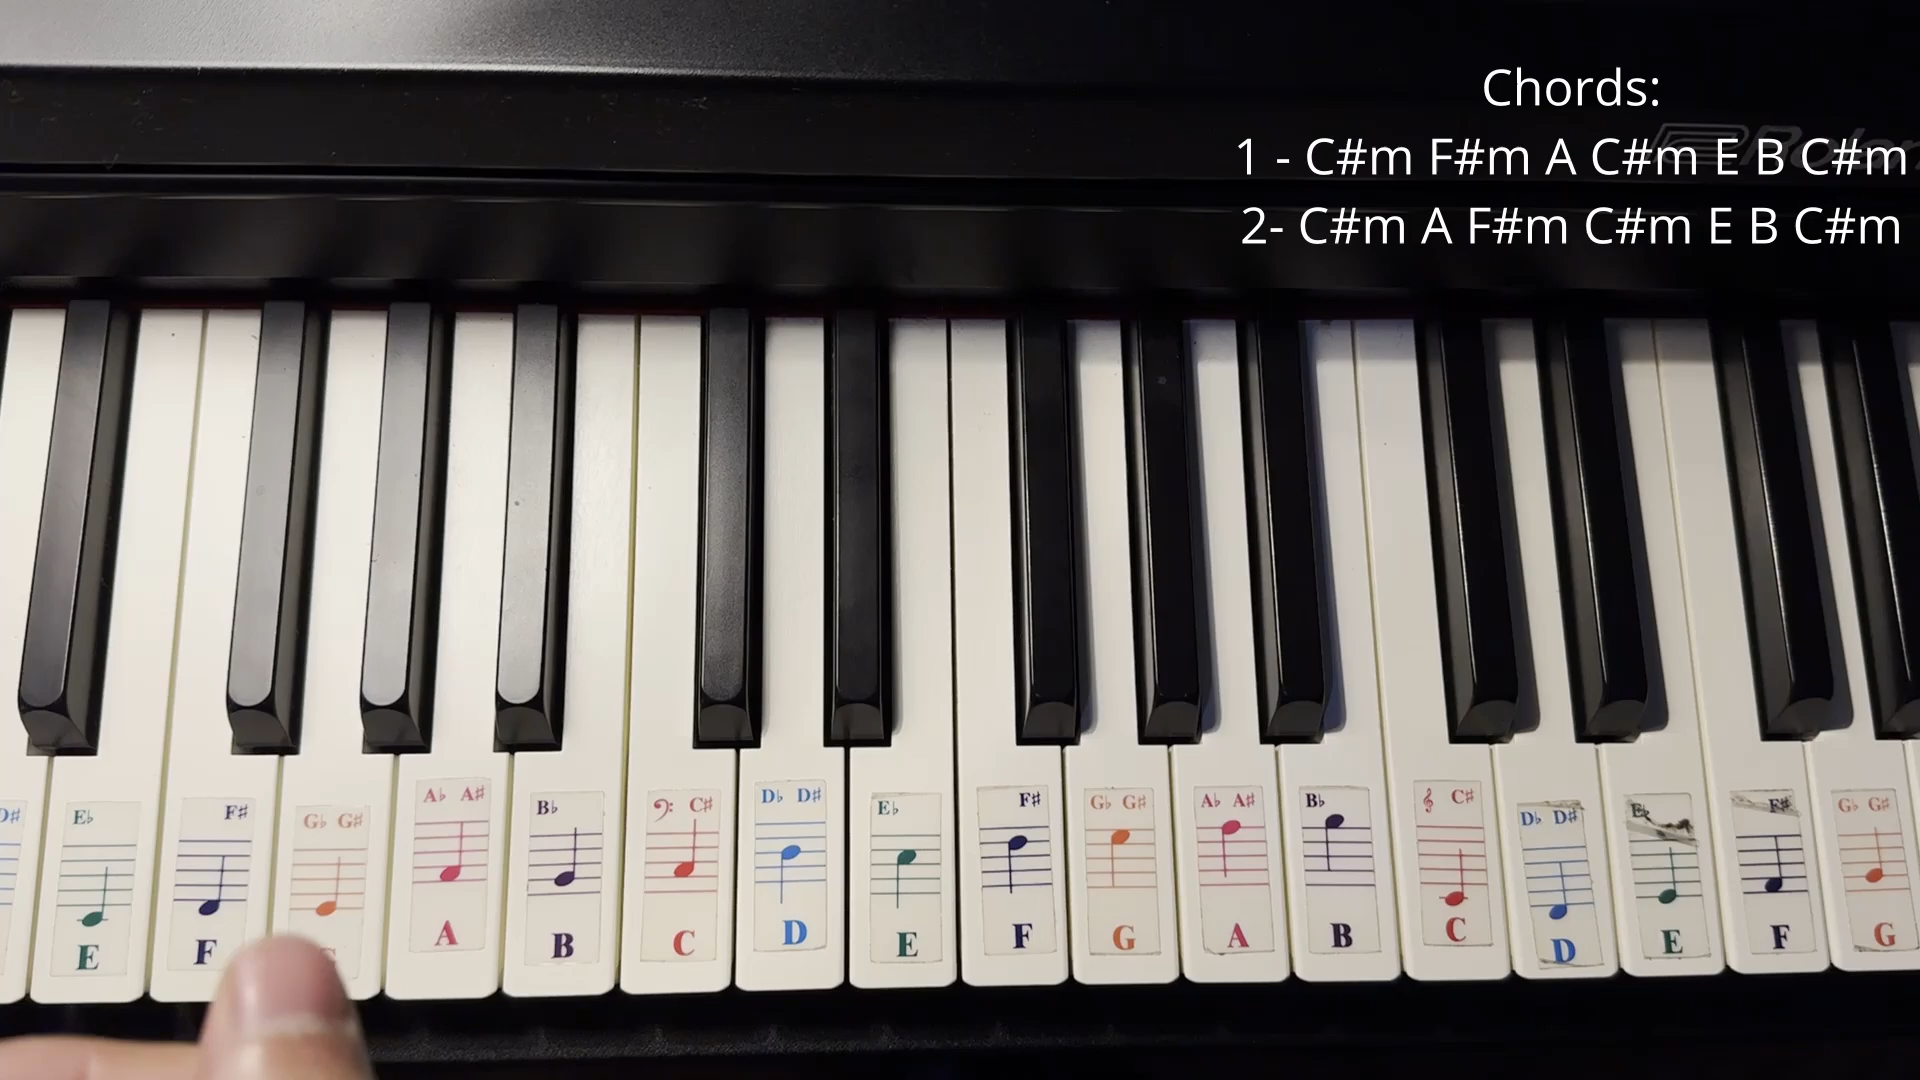 Chords:
1 - C#m F#m A C#m E B C#m
2- C#m A F#m C#m E B C#m
D♯ E♭ F♯ G♭ G♯ A♭ A♯ B♭ C♯ D♭ D♯ E♭ F♯ G♭ G♯ A♭ A♯ B♭ C♯ D♭ D♯ E♭ F♯ G♭ G♯
E F A B C D E F G A B C D E F G